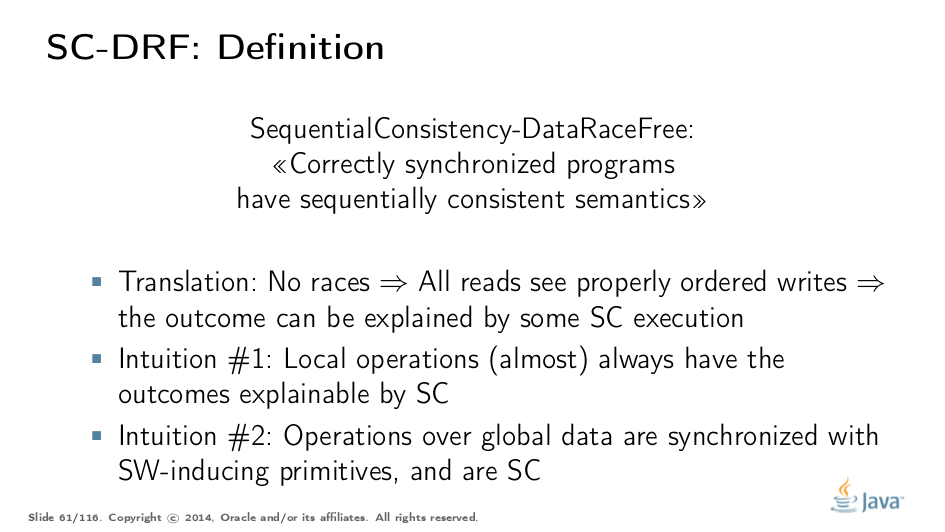 SC-DRF: Definition
SequentialConsistency-DataRaceFree:
«Correctly synchronized programs
have sequentially consistent semantics»
Translation: No races ⇒ All reads see properly ordered writes ⇒
the outcome can be explained by some SC execution
Intuition #1: Local operations (almost) always have the
outcomes explainable by SC
Intuition #2: Operations over global data are synchronized with
SW-inducing primitives, and are SC
Java™
Slide 61/116. Copyright © 2014, Oracle and/or its affiliates. All rights reserved.